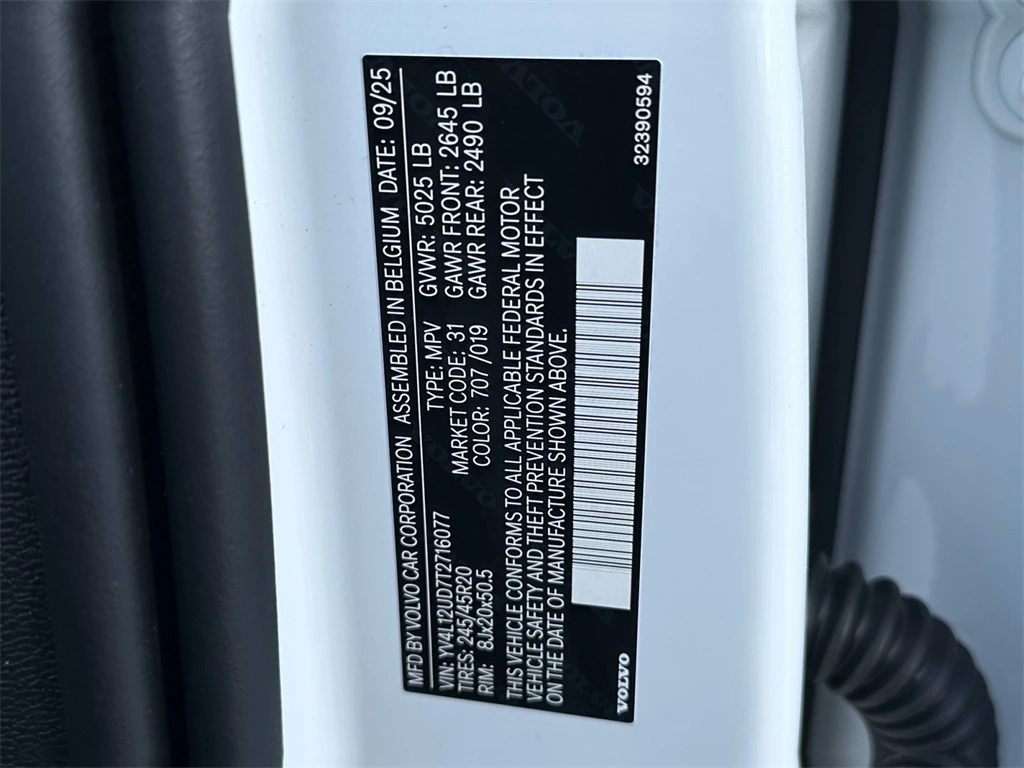 MFD BY VOLVO CAR CORPORATION ASSEMBLED IN BELGIUM DATE: 09/25
VIN: YV4L12UD7T2716077 TYPE: MPV GVWR: 5025 LB
TIRES: 245/45R20 MARKET CODE: 31 GAWR FRONT: 2645 LB
RIM: 8Jx20x50.5 COLOR: 707 /019 GAWR REAR: 2490 LB
THIS VEHICLE CONFORMS TO ALL APPLICABLE FEDERAL MOTOR
VEHICLE SAFETY AND THEFT PREVENTION STANDARDS IN EFFECT
ON THE DATE OF MANUFACTURE SHOWN ABOVE.
VOLVO 32390594